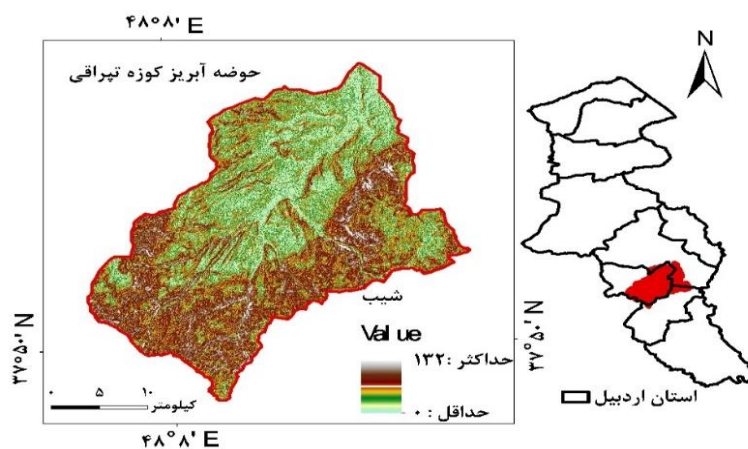 ۴۸°۸' E
N
حوضه آبریز کوزه تپراقی
شیب
Value
حداکثر : ۱۳۲
حداقل : ۰
۳۷°۵۰' N
۳۷°۵۰' N
۰ ۵ ۱۰
کیلومتر
استان اردبیل
۴۸°۸' E